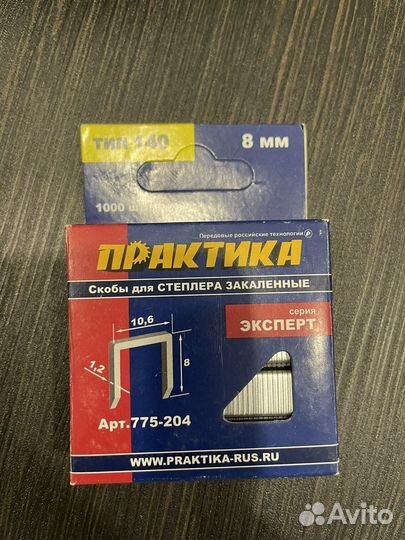 ТИП 140
8 мм
1000
Передовые российские технологии
ПРАКТИКА
Скобы для СТЕПЛЕРА ЗАКАЛЕННЫЕ
10,6
серия
ЭКСПЕРТ
1,2
8
Арт.775-204
WWW.PRAKTIKA-RUS.RU
Avito